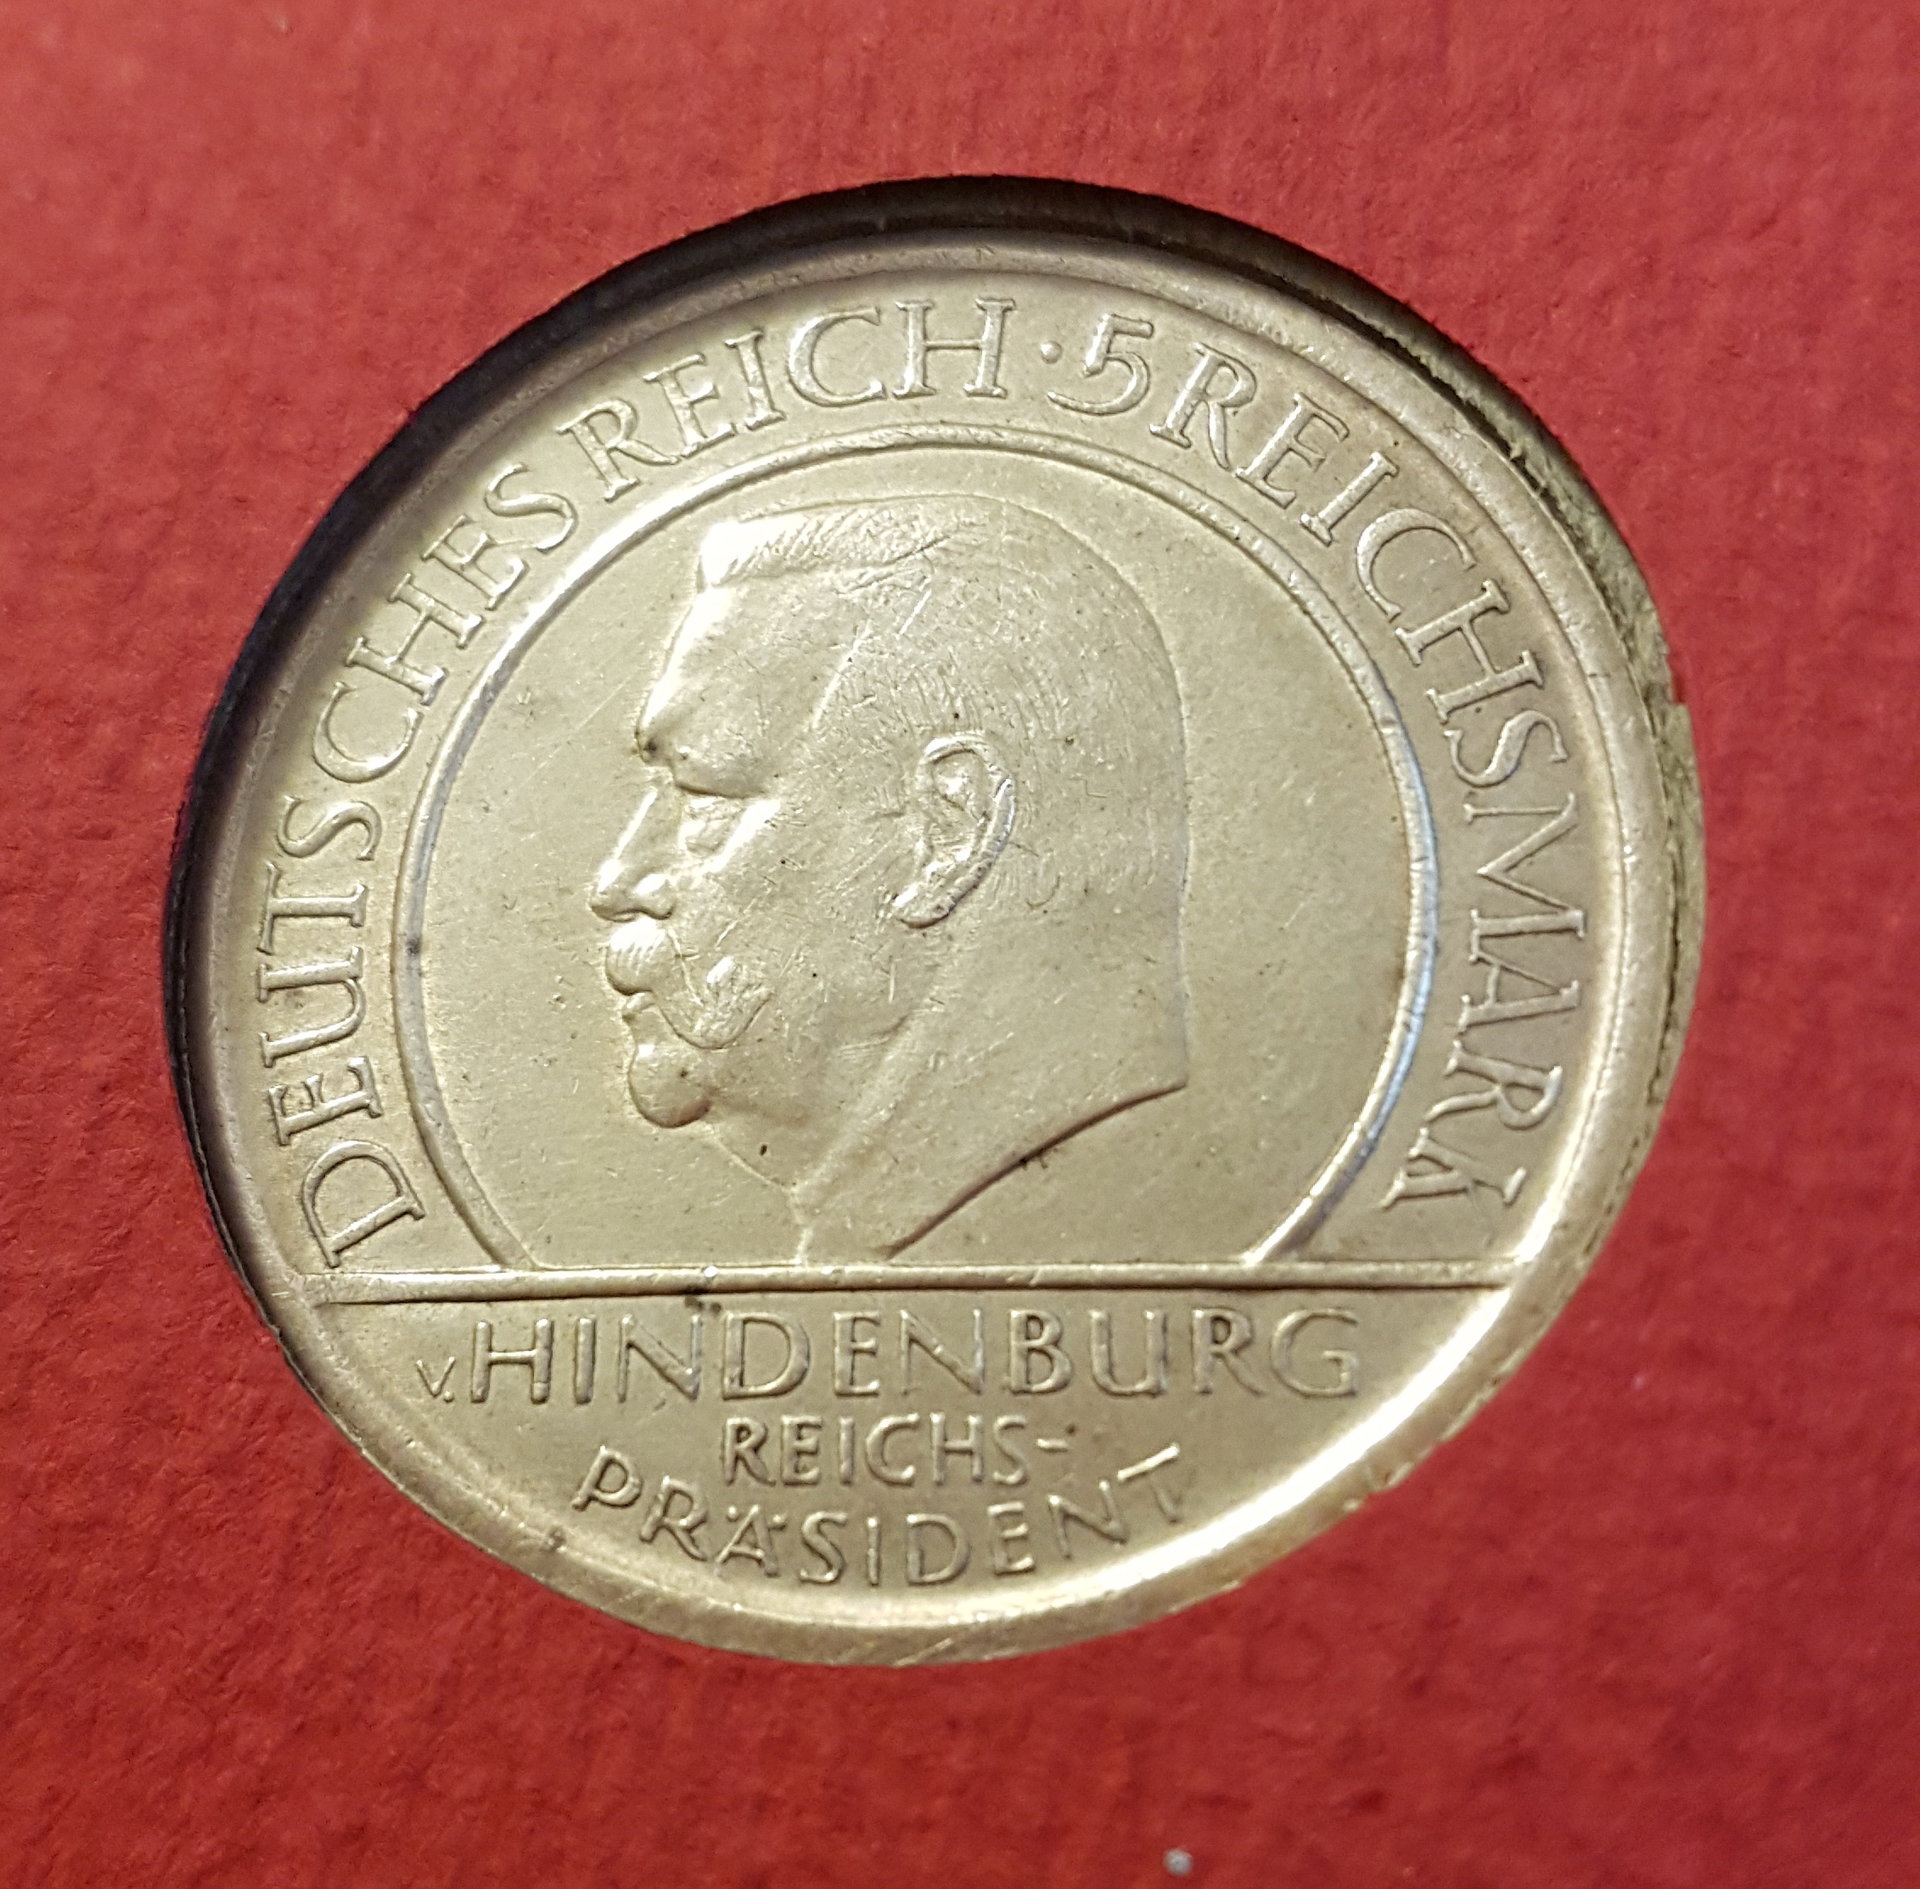 DEUTSCHES REICH · 5 REICHSMARK
v. HINDENBURG
REICHS-
PRÄSIDENT